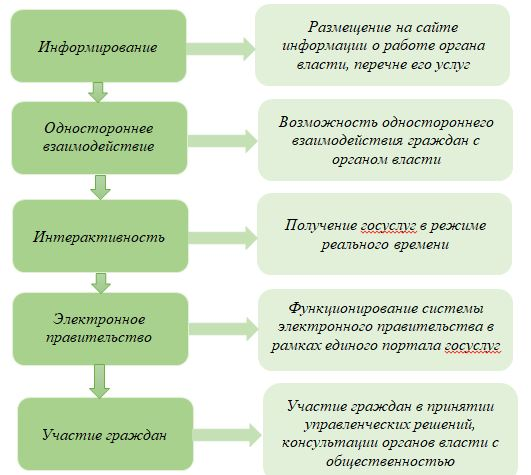 Информирование
Размещение на сайте
информации о работе органа
власти, перечне его услуг
Одностороннее
взаимодействие
Возможность одностороннего
взаимодействия граждан с
органом власти
Интерактивность
Получение госуслуг в режиме
реального времени
Электронное
правительство
Функционирование системы
электронного правительства в
рамках единого портала госуслуг
Участие граждан
Участие граждан в принятии
управленческих решений,
консультации органов власти с
общественностью